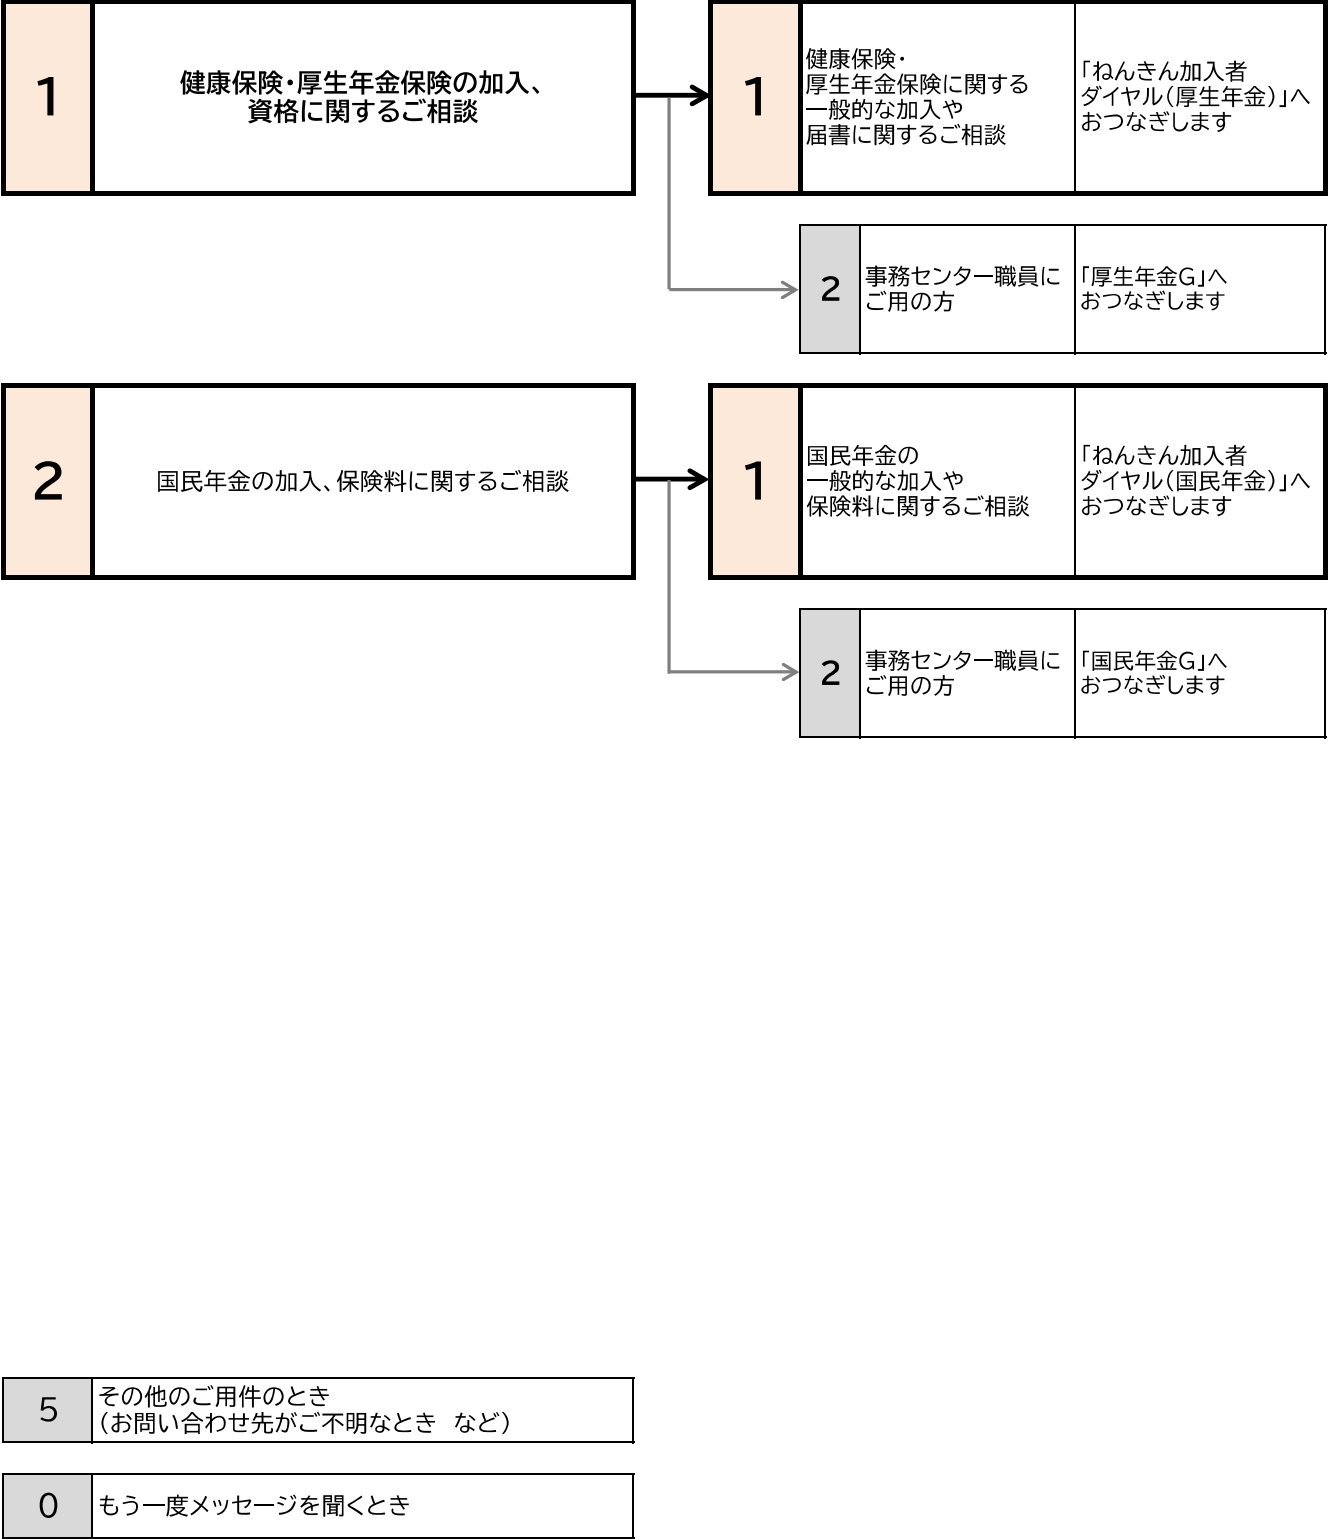 1
健康保険・厚生年金保険の加入、
資格に関するご相談
1
健康保険・
厚生年金保険に関する
一般的な加入や
届書に関するご相談
「ねんきん加入者
ダイヤル（厚生年金）」へ
おつなぎします
2
事務センター職員に
ご用の方
「厚生年金G」へ
おつなぎします
2
国民年金の加入、保険料に関するご相談
1
国民年金の
一般的な加入や
保険料に関するご相談
「ねんきん加入者
ダイヤル（国民年金）」へ
おつなぎします
2
事務センター職員に
ご用の方
「国民年金G」へ
おつなぎします
5
その他のご用件のとき
（お問い合わせ先がご不明なとき　など）
0
もう一度メッセージを聞くとき